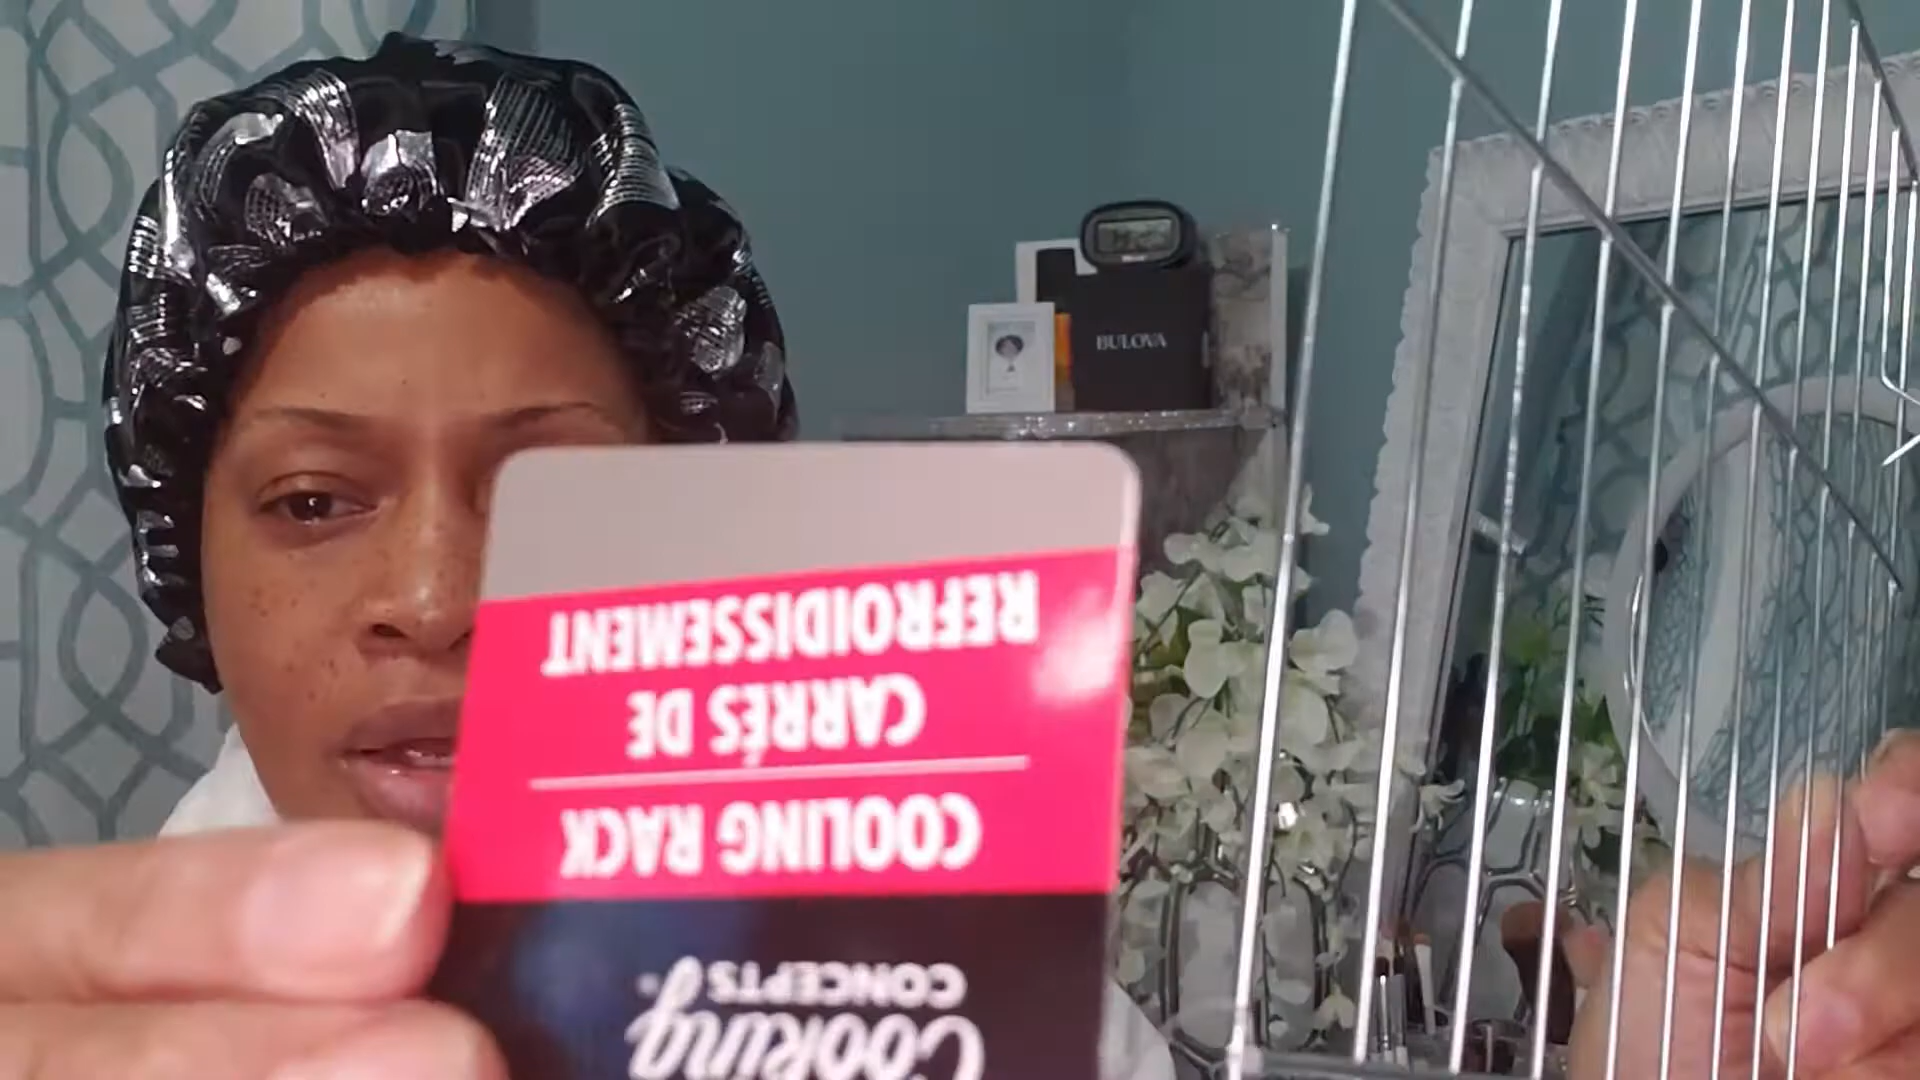 BULOVA
Cooking
CONCEPTS
COOLING RACK
CARRÉS DE
REFROIDISSEMENT